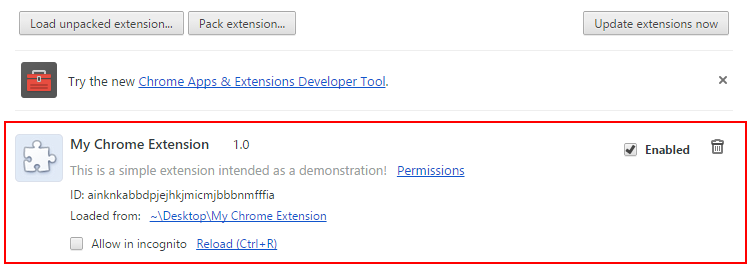 Load unpacked extension... Pack extension... Update extensions now
Try the new Chrome Apps & Extensions Developer Tool.
My Chrome Extension 1.0 Enabled
This is a simple extension intended as a demonstration! Permissions
ID: ainknkabbdpjejhkjmicmjbbbnmfffia
Loaded from: ~\Desktop\My Chrome Extension
Allow in incognito Reload (Ctrl+R)